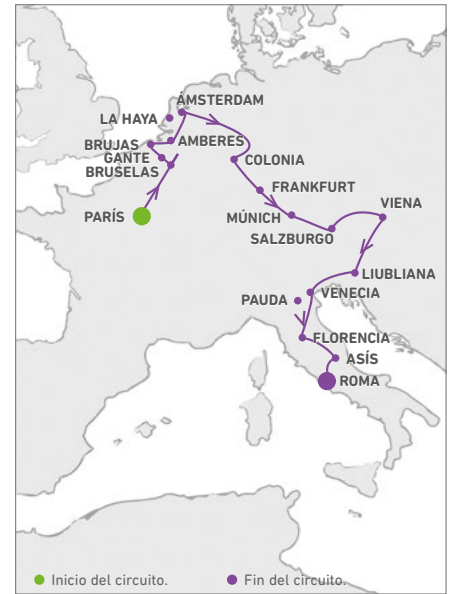 ÁMSTERDAM
LA HAYA
BRUJAS
AMBERES
GANTE
BRUSELAS
COLONIA
FRANKFURT
PARÍS
MÚNICH
VIENA
SALZBURGO
LIUBLIANA
PAUDA
VENECIA
FLORENCIA
ASÍS
ROMA
Inicio del circuito.
Fin del circuito.